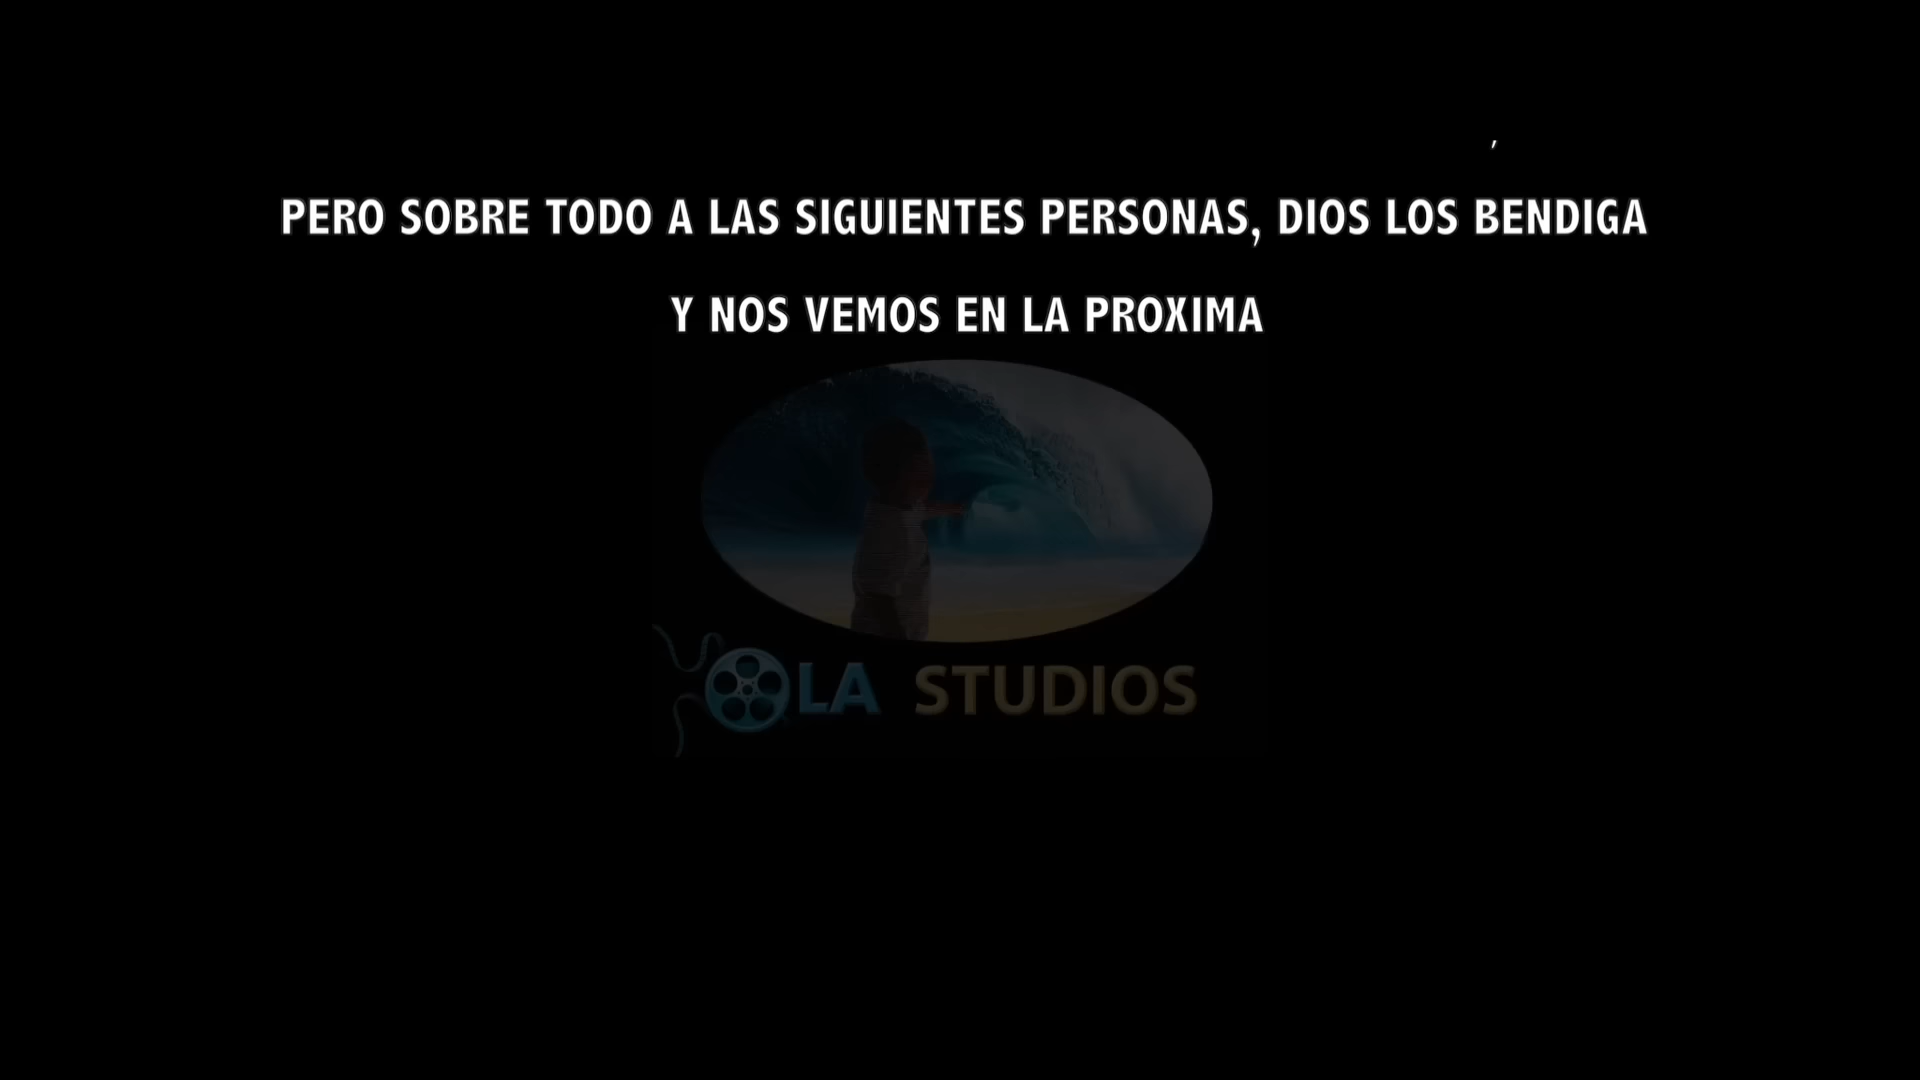 PERO SOBRE TODO A LAS SIGUIENTES PERSONAS, DIOS LOS BENDIGA
Y NOS VEMOS EN LA PROXIMA
OLA STUDIOS